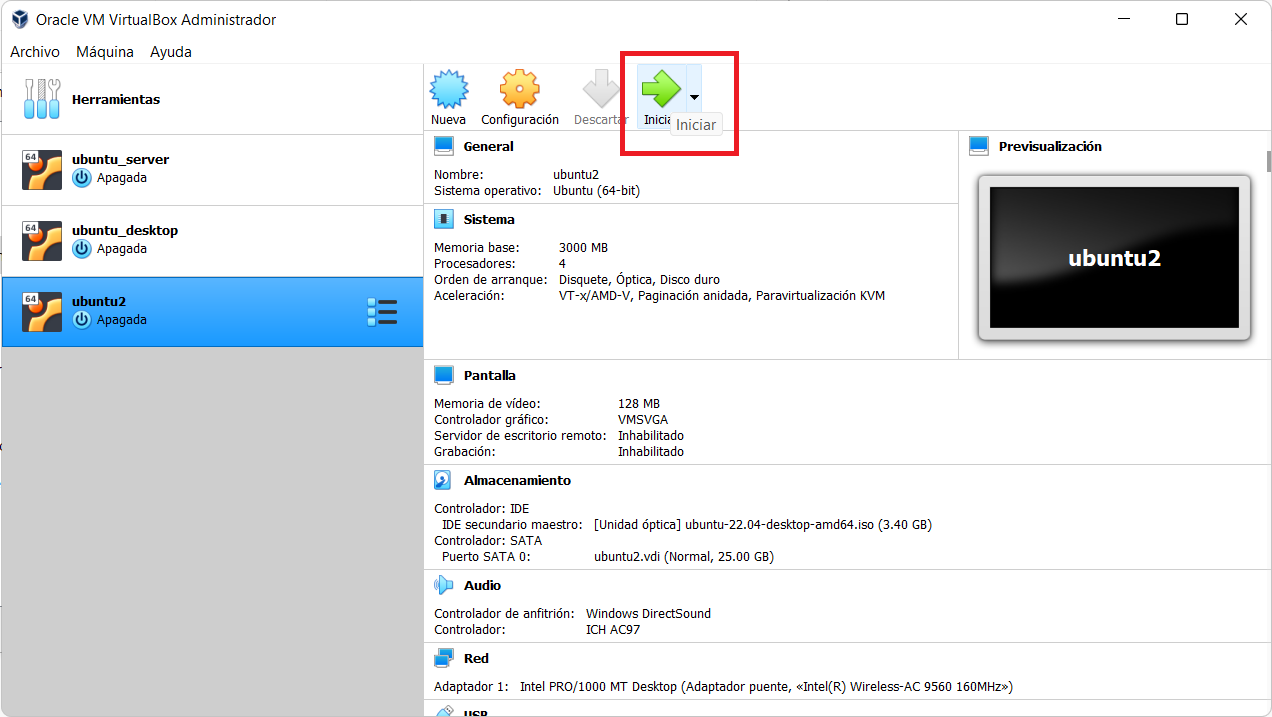 Oracle VM VirtualBox Administrador
Archivo Máquina Ayuda
Herramientas
64
ubuntu_server
Apagada
64
ubuntu_desktop
Apagada
64
ubuntu2
Apagada
Nueva Configuración Descartar Inicia
Iniciar
General
Nombre: ubuntu2
Sistema operativo: Ubuntu (64-bit)
Previsualización
ubuntu2
Sistema
Memoria base: 3000 MB
Procesadores: 4
Orden de arranque: Disquete, Óptica, Disco duro
Aceleración: VT-x/AMD-V, Paginación anidada, Paravirtualización KVM
Pantalla
Memoria de vídeo: 128 MB
Controlador gráfico: VMSVGA
Servidor de escritorio remoto: Inhabilitado
Grabación: Inhabilitado
Almacenamiento
Controlador: IDE
IDE secundario maestro: [Unidad óptica] ubuntu-22.04-desktop-amd64.iso (3.40 GB)
Controlador: SATA
Puerto SATA 0: ubuntu2.vdi (Normal, 25.00 GB)
Audio
Controlador de anfitrión: Windows DirectSound
Controlador: ICH AC97
Red
Adaptador 1: Intel PRO/1000 MT Desktop (Adaptador puente, «Intel(R) Wireless-AC 9560 160MHz»)
USB